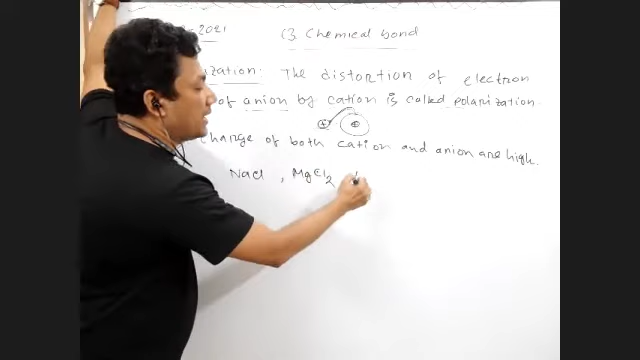 -2021 (3. Chemical bond
ization: The distortion of electron
of anion by cation is called polarization.
+ +
charge of both cation and anion are high.
NaCl , MgCl2